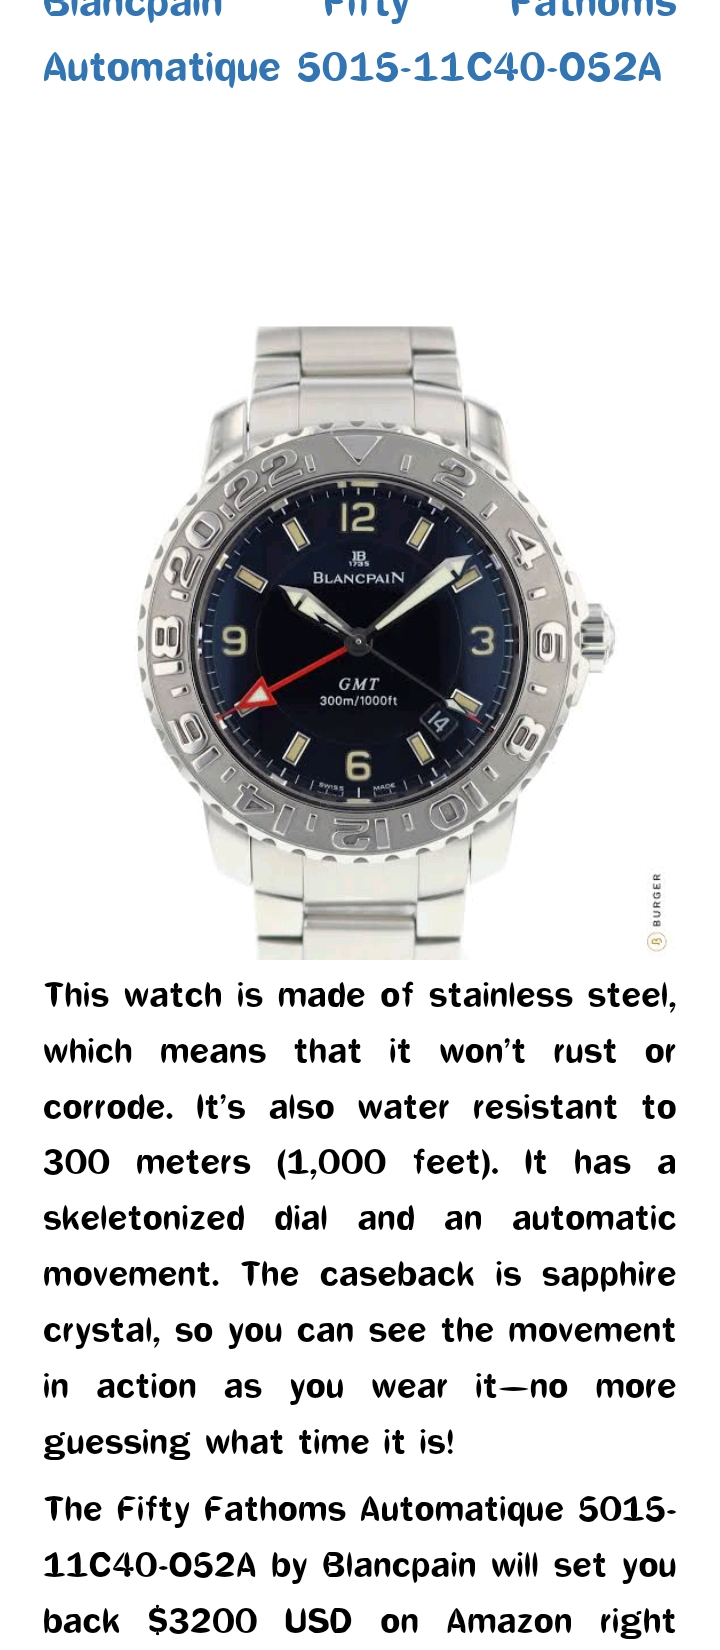 Blancpain Fifty Fathoms
Automatique 5015-11C40-O52A
22
2
20
4
12
JB
1735
BLANCPAIN
18
9
3
6
GMT
300m/1000ft
16
14
8
6
SWISS MADE
14
12
10
B BURGER
This watch is made of stainless steel,
which means that it won't rust or
corrode. It's also water resistant to
300 meters (1,000 feet). It has a
skeletonized dial and an automatic
movement. The caseback is sapphire
crystal, so you can see the movement
in action as you wear it—no more
guessing what time it is!
The Fifty Fathoms Automatique 5015-
11C40-O52A by Blancpain will set you
back $3200 USD on Amazon right